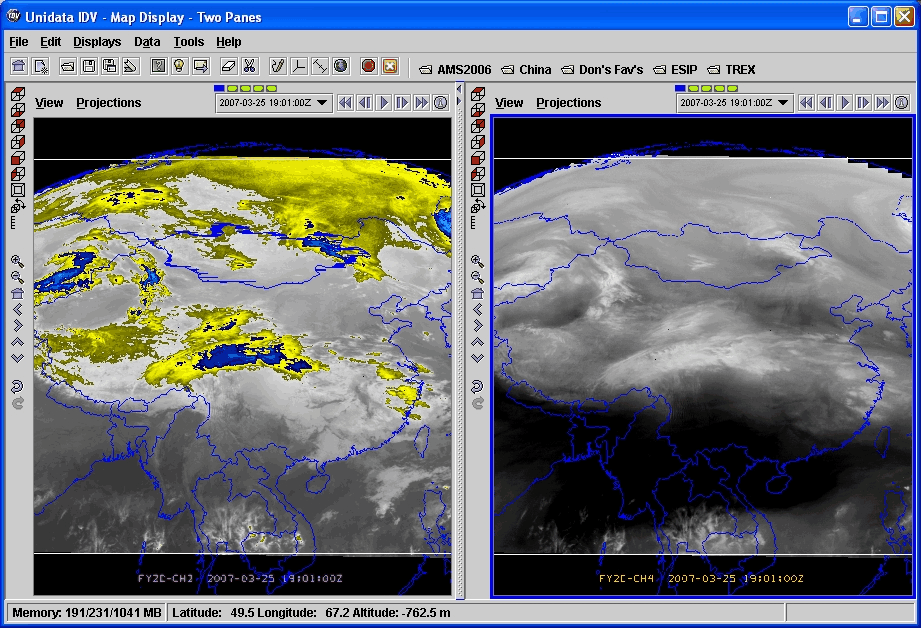 Unidata IDV - Map Display - Two Panes
File Edit Displays Data Tools Help
AMS2006 China Don's Fav's ESIP TREX
View Projections 2007-03-25 19:01:00Z
View Projections 2007-03-25 19:01:00Z
FY2C-CH2 2007-03-25 19:01:00Z
FY2C-CH4 2007-03-25 19:01:00Z
Memory: 191/231/1041 MB Latitude: 49.5 Longitude: 67.2 Altitude: -762.5 m